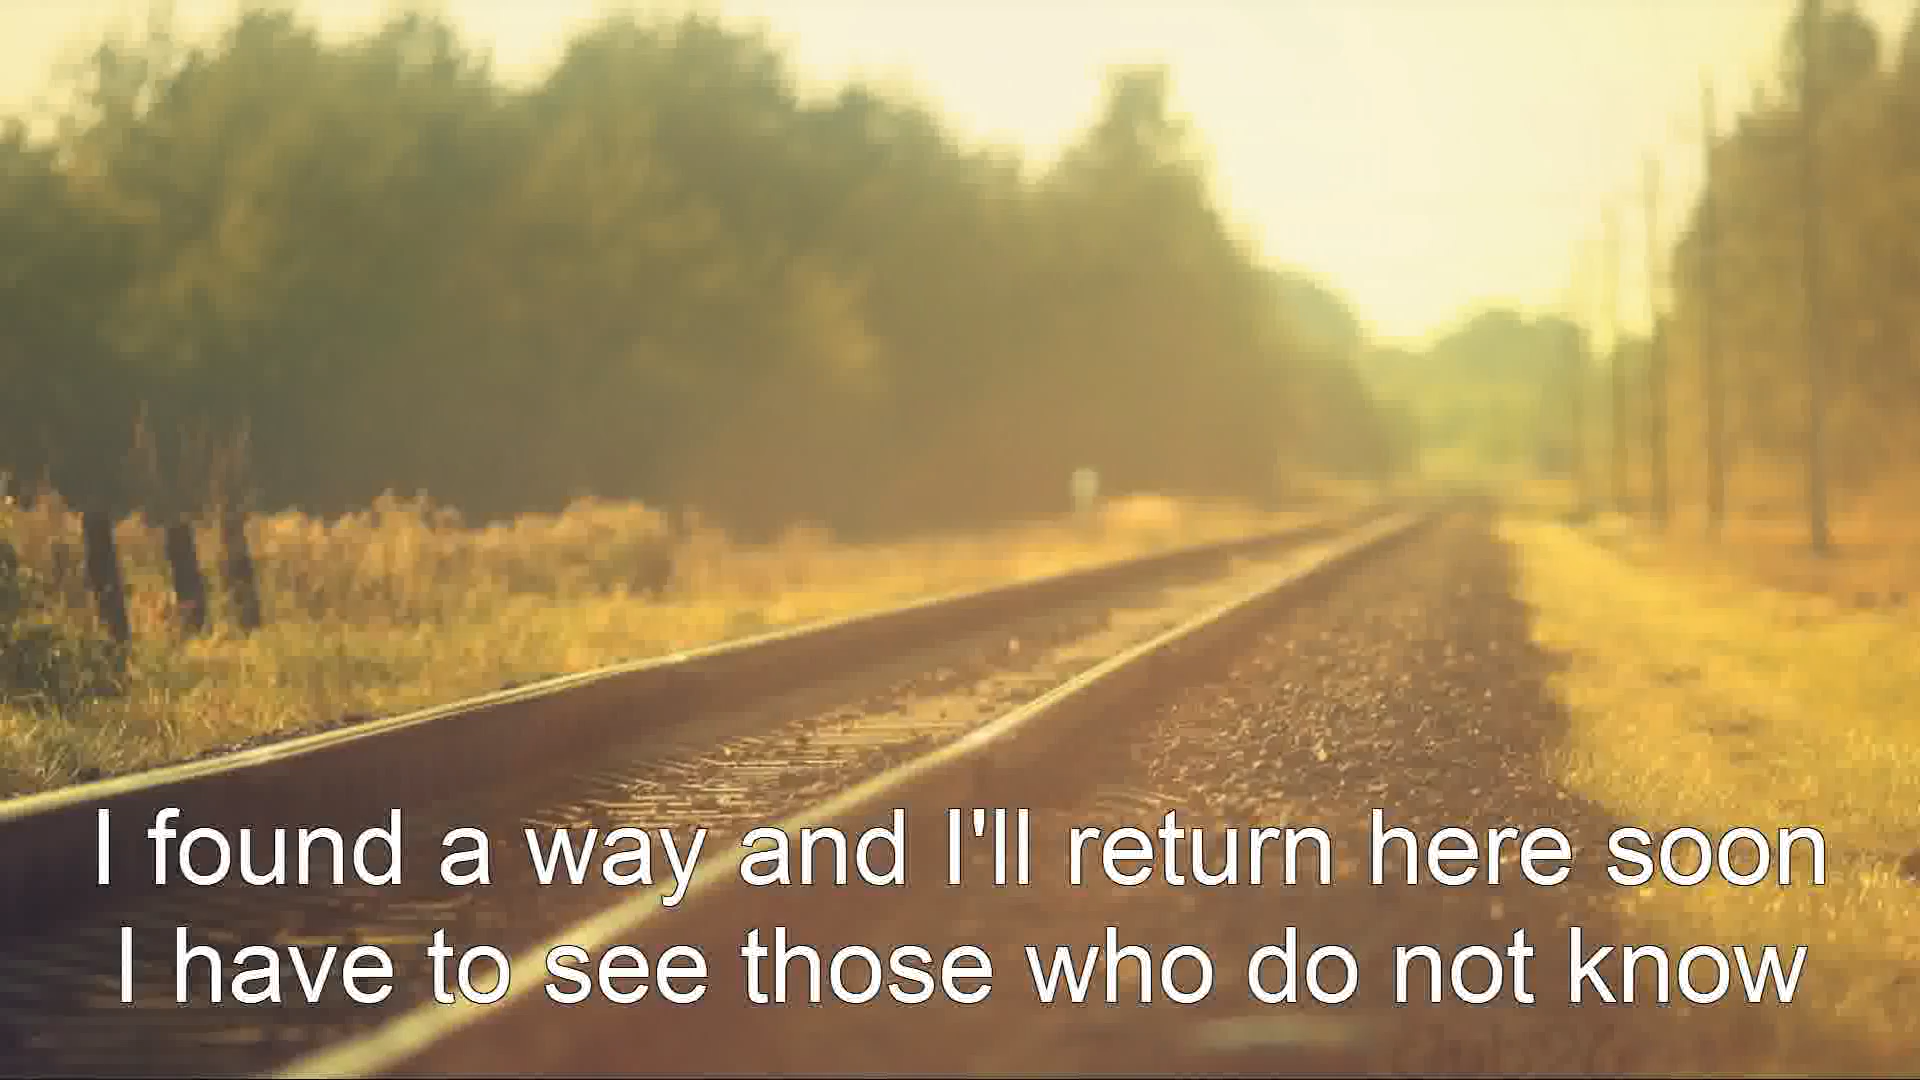 I found a way and I'll return here soon
I have to see those who do not know